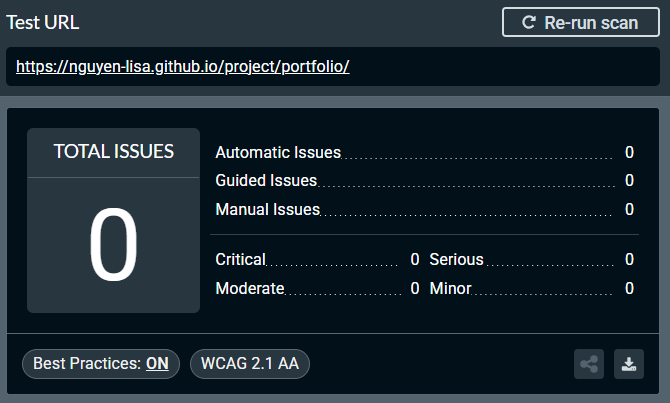 Test URL
Re-run scan
https://nguyen-lisa.github.io/project/portfolio/
TOTAL ISSUES
0
Automatic Issues 0
Guided Issues 0
Manual Issues 0
Critical 0 Serious 0
Moderate 0 Minor 0
Best Practices: ON
WCAG 2.1 AA